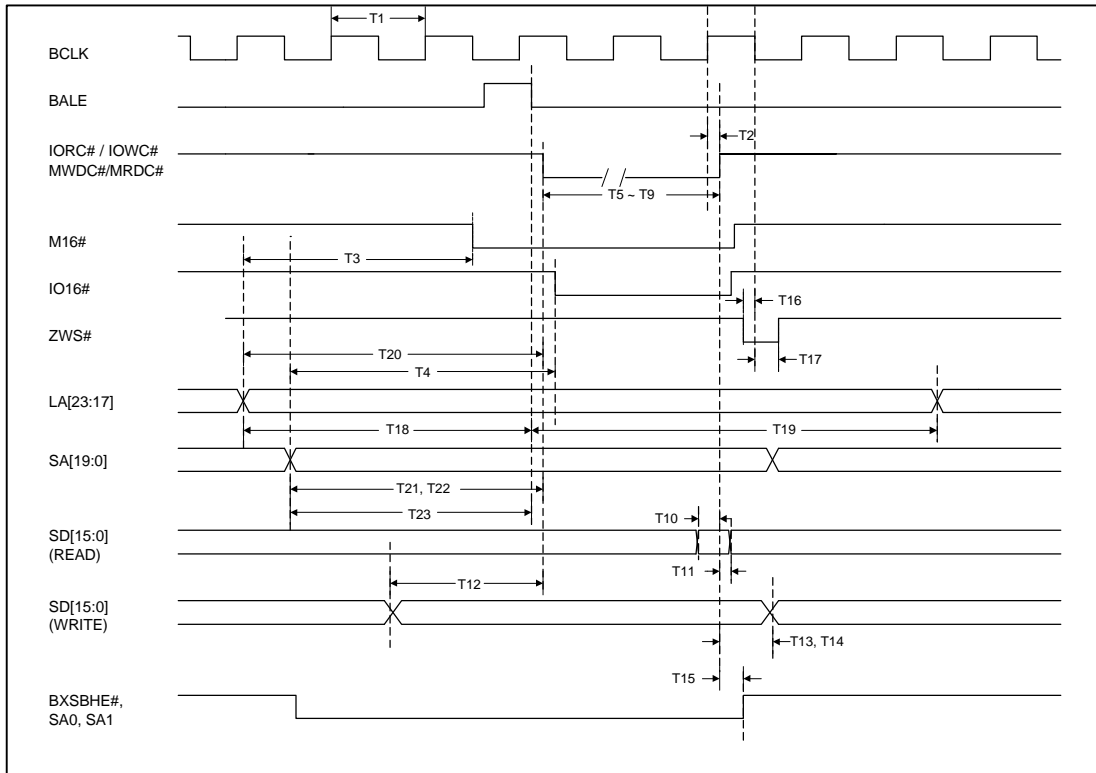 T1
BCLK
BALE
T2
IORC# / IOWC#
MWDC#/MRDC#
T5 ~ T9
M16#
T3
IO16#
T16
ZWS#
T20
T17
T4
LA[23:17]
T18
T19
SA[19:0]
T21, T22
T23
T10
SD[15:0]
(READ)
T11
T12
SD[15:0]
(WRITE)
T13, T14
T15
BXSBHE#,
SA0, SA1